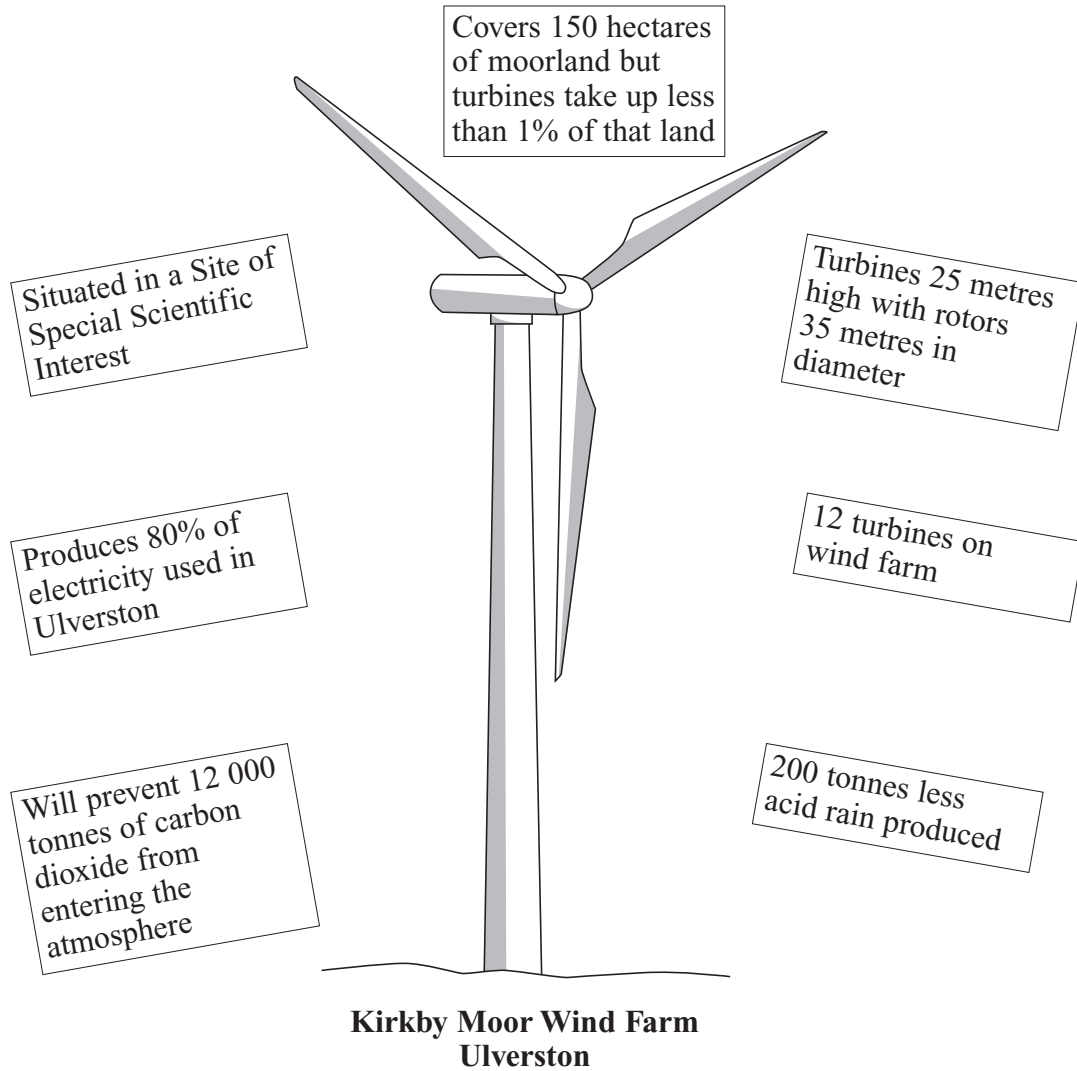 Covers 150 hectares
of moorland but
turbines take up less
than 1% of that land
Situated in a Site of
Special Scientific
Interest
Turbines 25 metres
high with rotors
35 metres in
diameter
Produces 80% of
electricity used in
Ulverston
12 turbines on
wind farm
Will prevent 12 000
tonnes of carbon
dioxide from
entering the
atmosphere
200 tonnes less
acid rain produced
Kirkby Moor Wind Farm
Ulverston